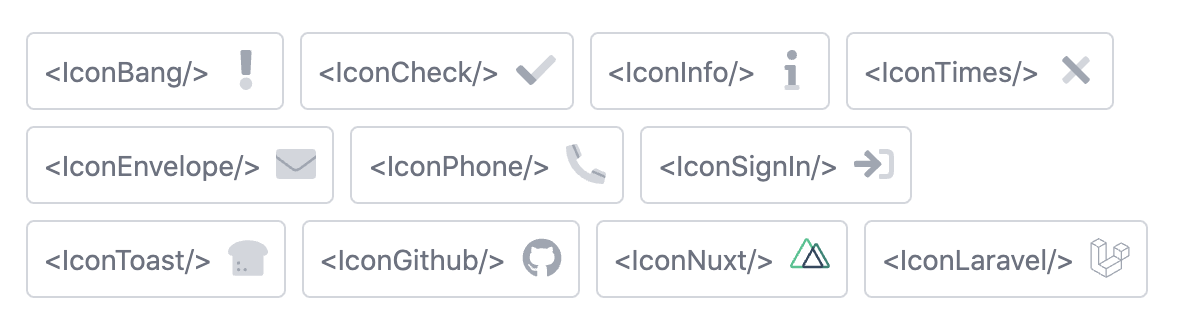 <IconBang/> <IconCheck/> <IconInfo/> <IconTimes/>
<IconEnvelope/> <IconPhone/> <IconSignIn/>
<IconToast/> <IconGithub/> <IconNuxt/> <IconLaravel/>